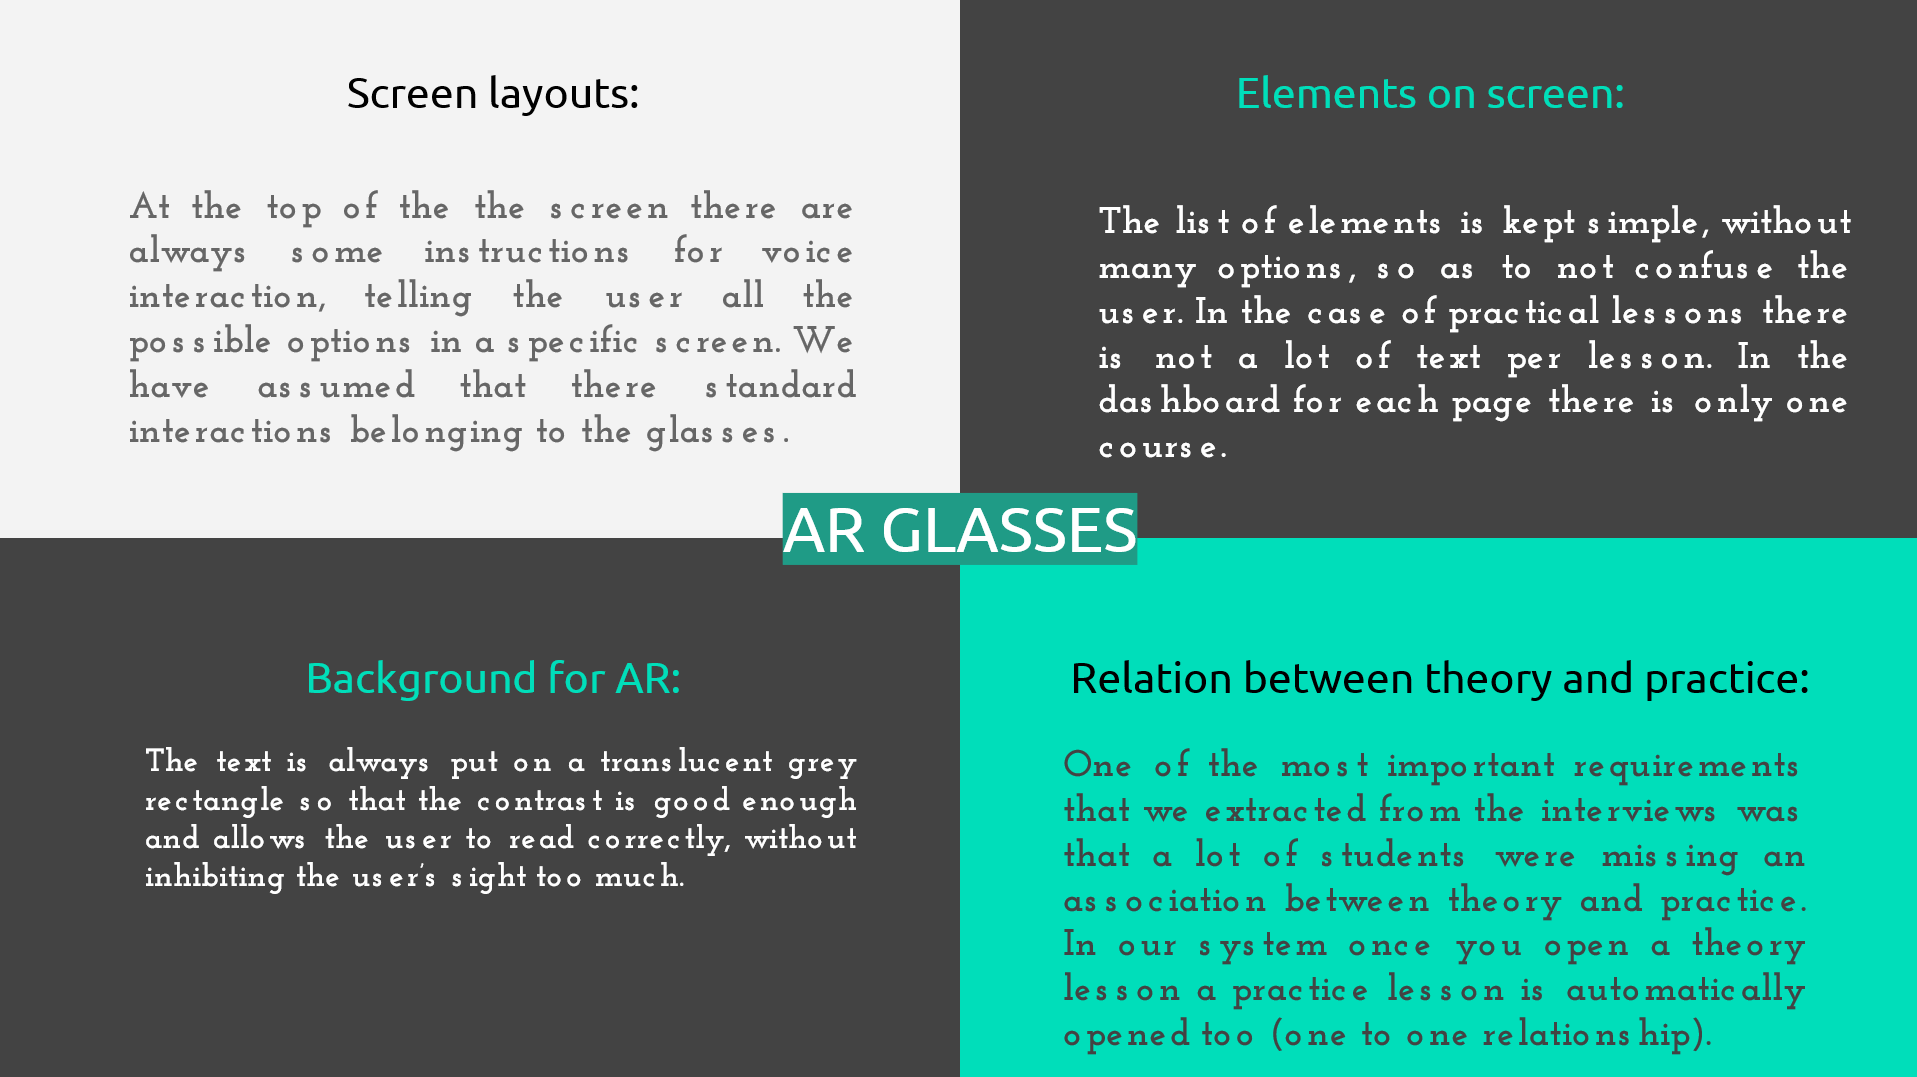 Screen layouts:
At the top of the the screen there are
always some instructions for voice
interaction, telling the user all the
possible options in a specific screen. We
have assumed that there standard
interactions belonging to the glasses.
Elements on screen:
The list of elements is kept simple, without
many options, so as to not confuse the
user. In the case of practical lessons there
is not a lot of text per lesson. In the
dashboard for each page there is only one
course.
AR GLASSES
Background for AR:
The text is always put on a translucent grey
rectangle so that the contrast is good enough
and allows the user to read correctly, without
inhibiting the user's sight too much.
Relation between theory and practice:
One of the most important requirements
that we extracted from the interviews was
that a lot of students were missing an
association between theory and practice.
In our system once you open a theory
lesson a practice lesson is automatically
opened too (one to one relationship).